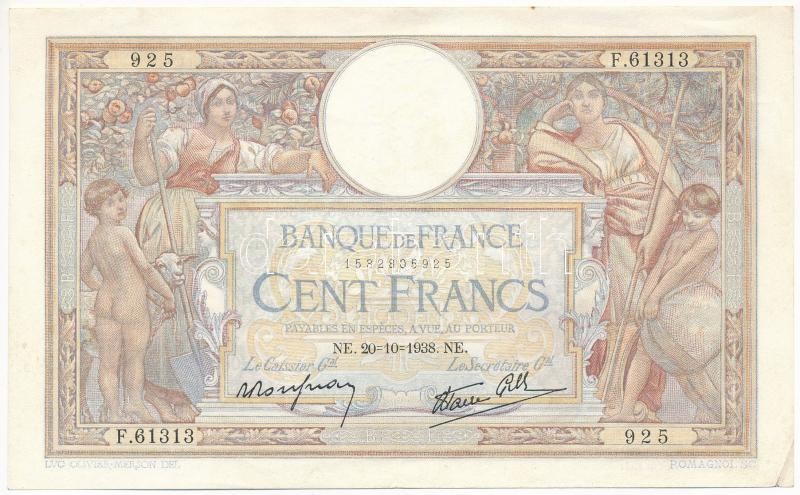 925
F.61313
BANQUE DE FRANCE
1532806925
CENT FRANCS
PAYABLES EN ESPÈCES, A VUE, AU PORTEUR
NE. 20=10=1938. NE.
Le Caissier Gal
Le Secrétaire Gal
F.61313
925
LVC OLIVIER-MERSON DEL.
ROMAGNOL SC.